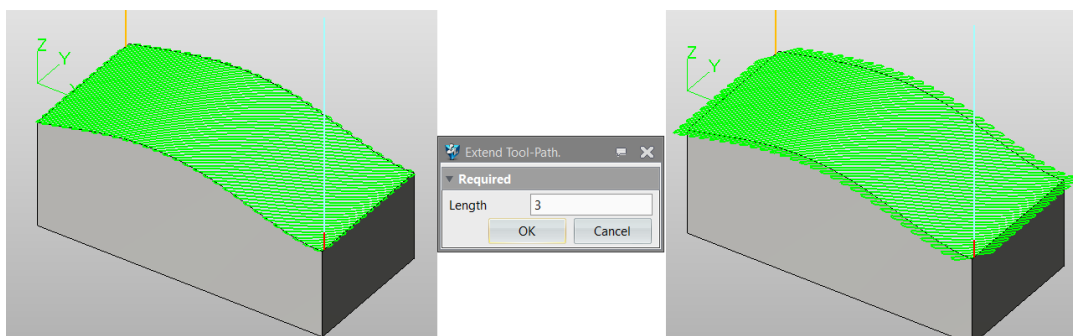 Z
Y
Extend Tool-Path.
Required
Length 3
OK Cancel
Z
Y